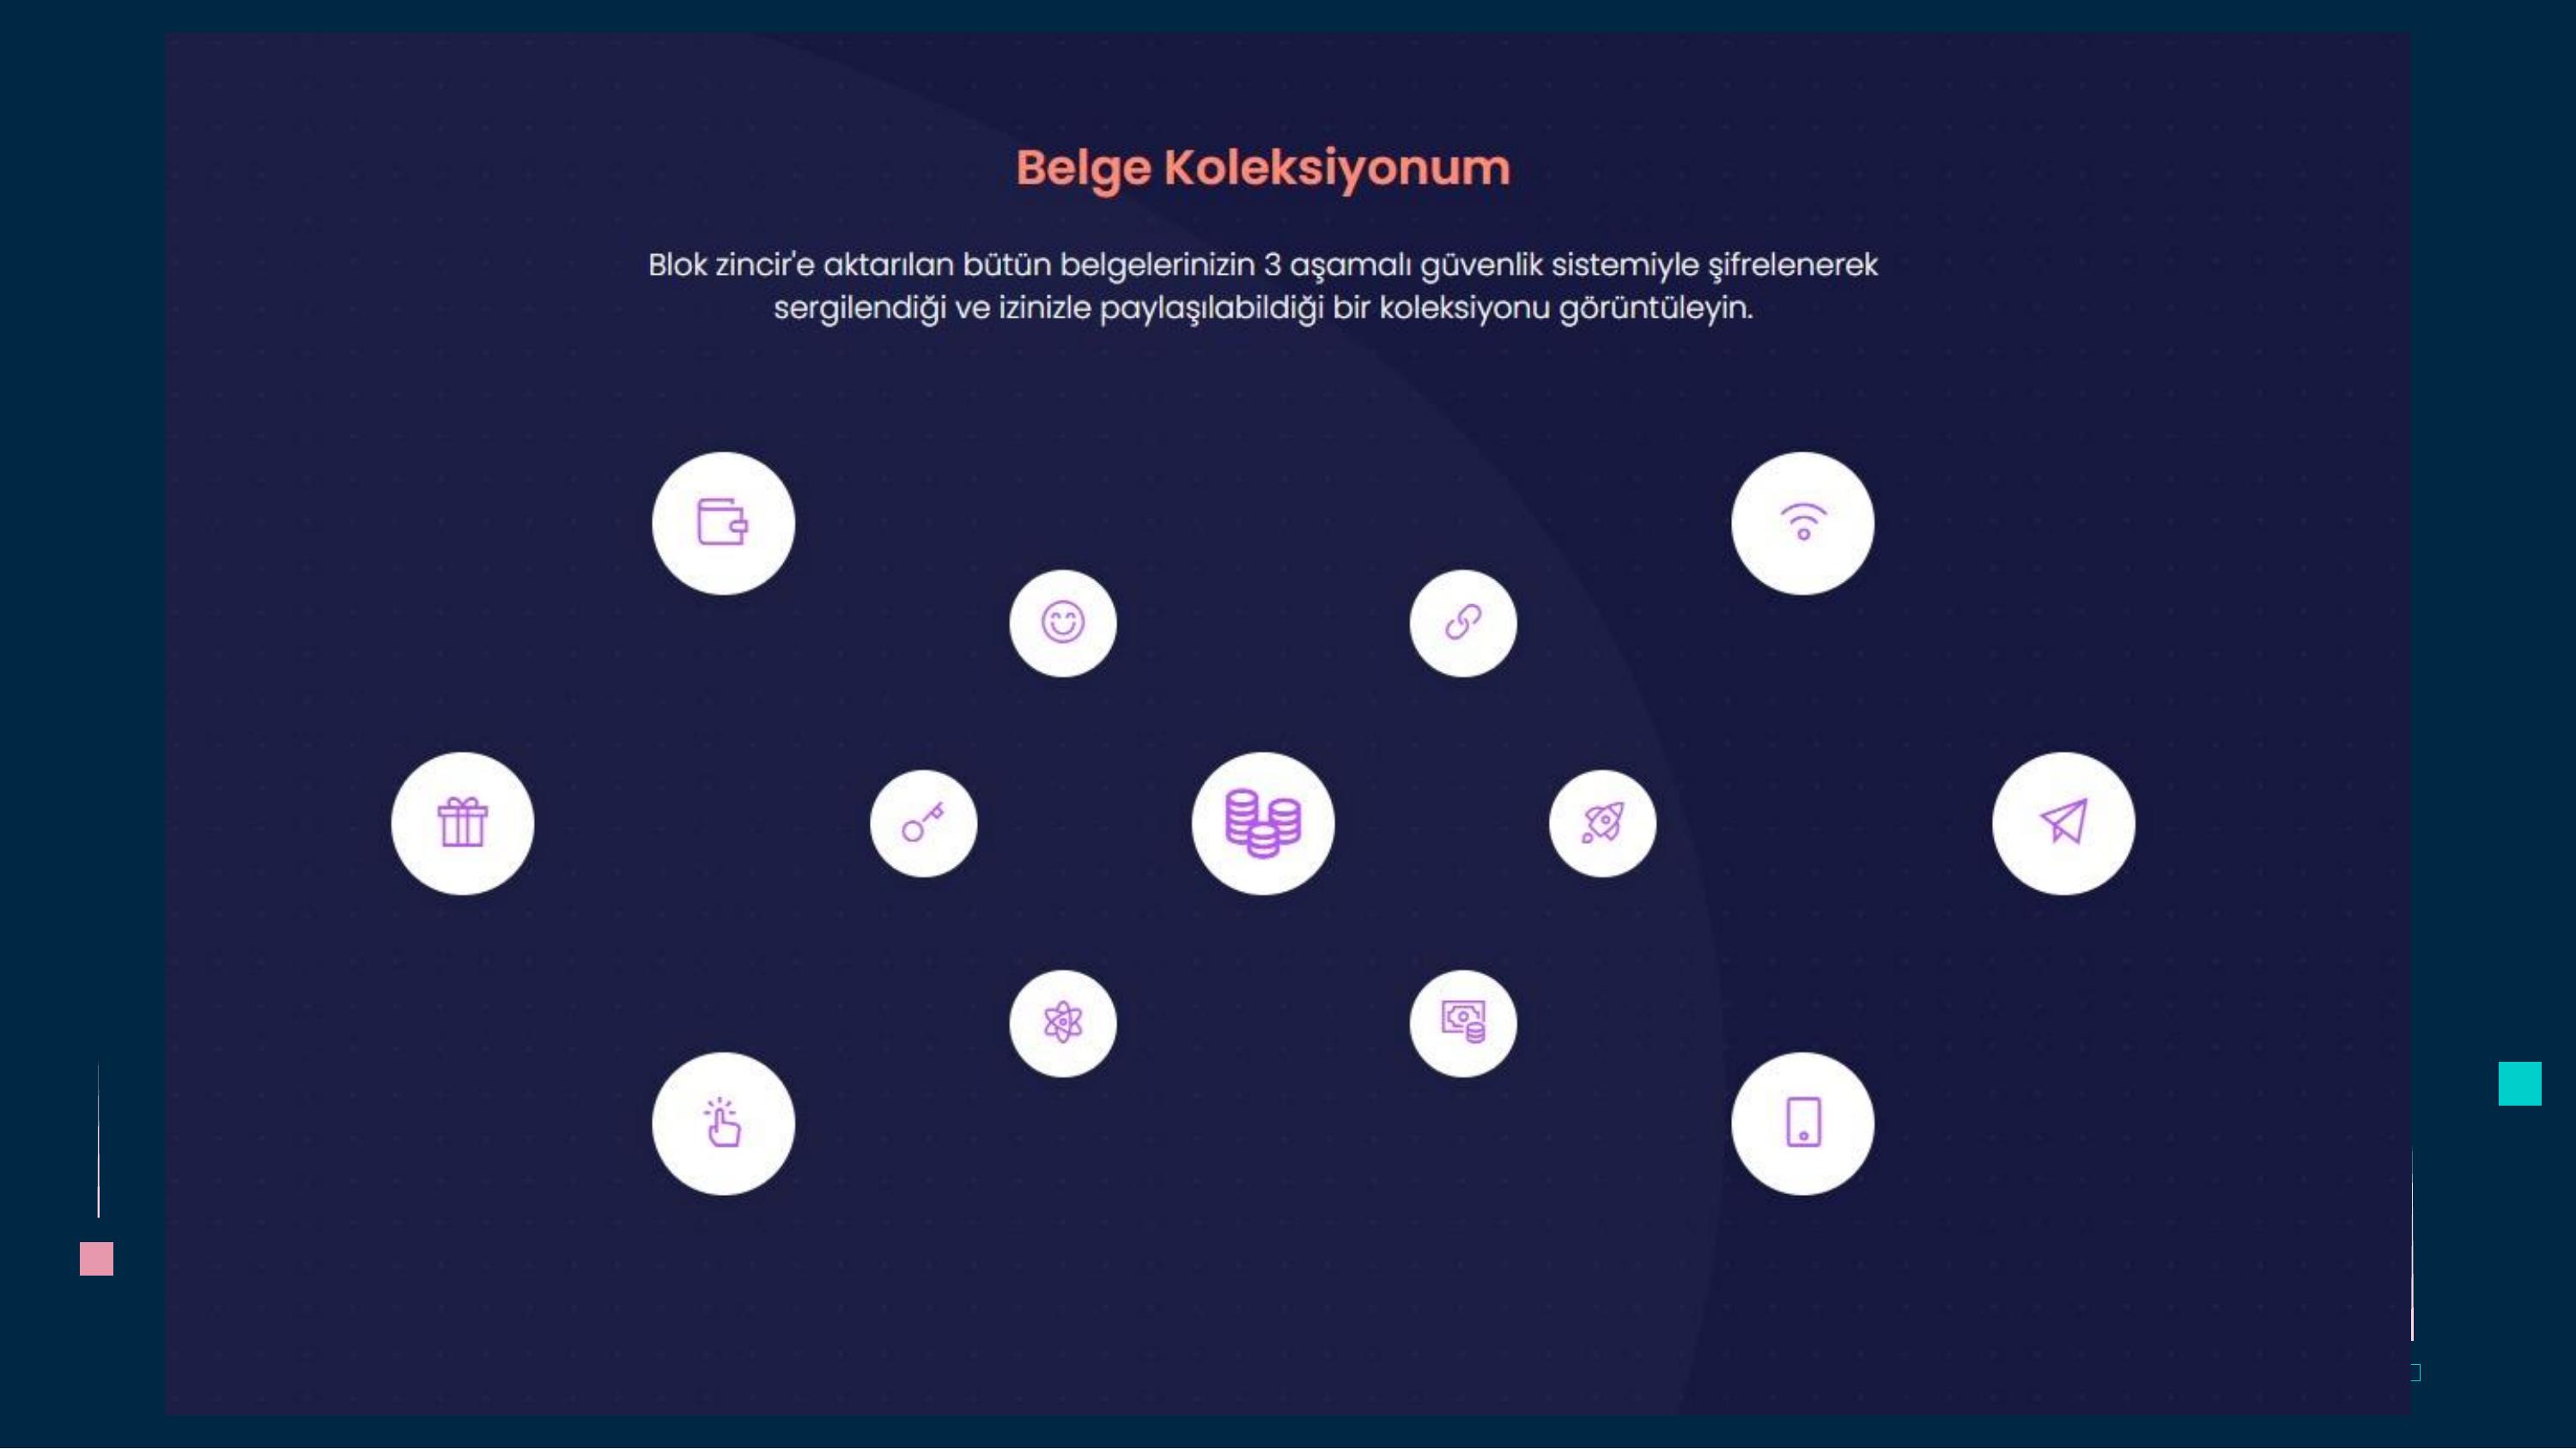 Belge Koleksiyonum
Blok zincir'e aktarılan bütün belgelerinizin 3 aşamalı güvenlik sistemiyle şifrelenerek
sergilendiği ve izinizle paylaşılabildiği bir koleksiyonu görüntüleyin.